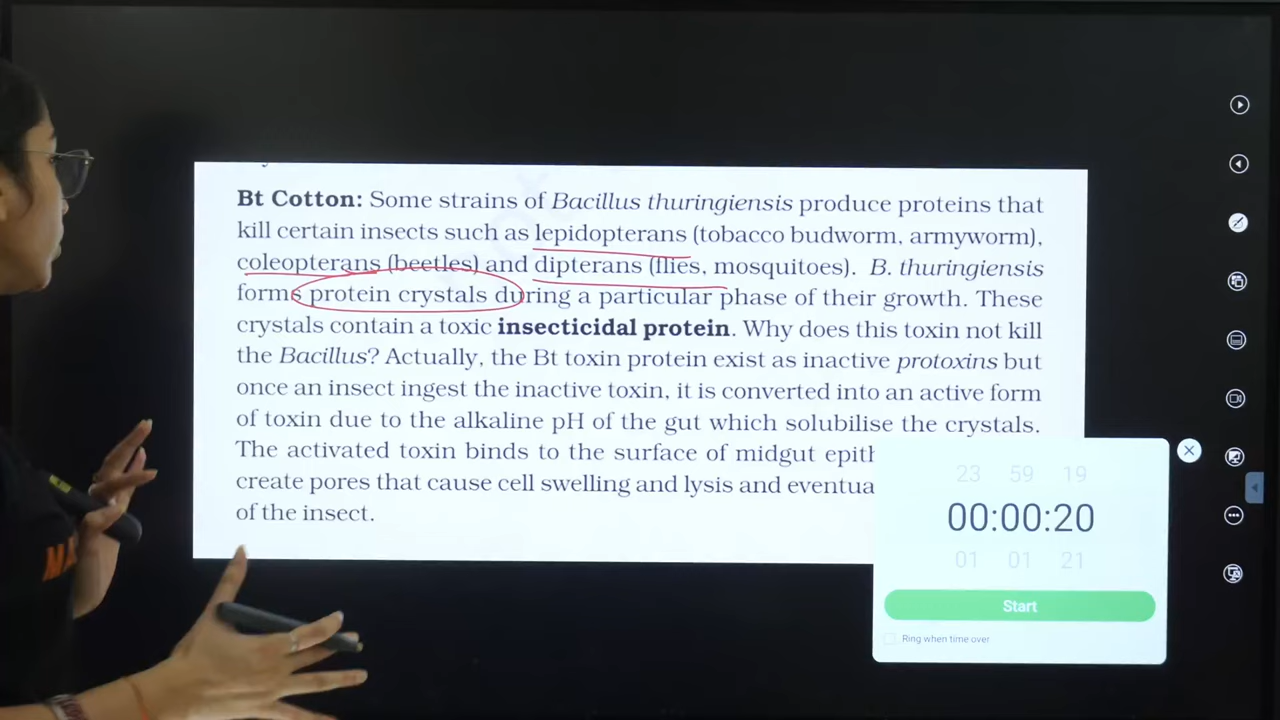 Bt Cotton: Some strains of Bacillus thuringiensis produce proteins that
kill certain insects such as lepidopterans (tobacco budworm, armyworm),
coleopterans (beetles) and dipterans (flies, mosquitoes). B. thuringiensis
forms protein crystals during a particular phase of their growth. These
crystals contain a toxic insecticidal protein. Why does this toxin not kill
the Bacillus? Actually, the Bt toxin protein exist as inactive protoxins but
once an insect ingest the inactive toxin, it is converted into an active form
of toxin due to the alkaline pH of the gut which solubilise the crystals.
The activated toxin binds to the surface of midgut epith
create pores that cause cell swelling and lysis and eventua
of the insect.
23 59 19
00:00:20
01 01 21
Start
Ring when time over